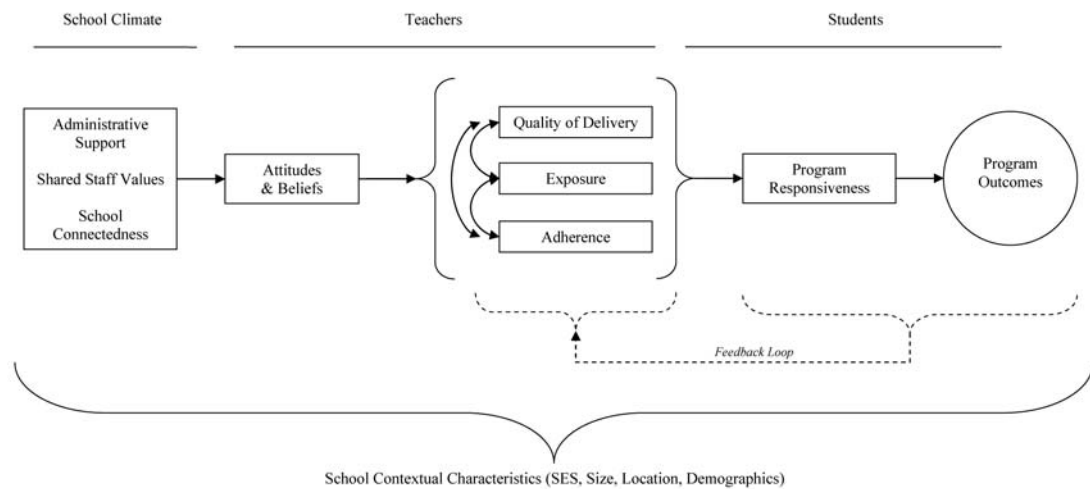 School Climate
Teachers
Students
Administrative
Support
Shared Staff Values
School
Connectedness
Attitudes
& Beliefs
Quality of Delivery
Exposure
Adherence
Program
Responsiveness
Program
Outcomes
Feedback Loop
School Contextual Characteristics (SES, Size, Location, Demographics)